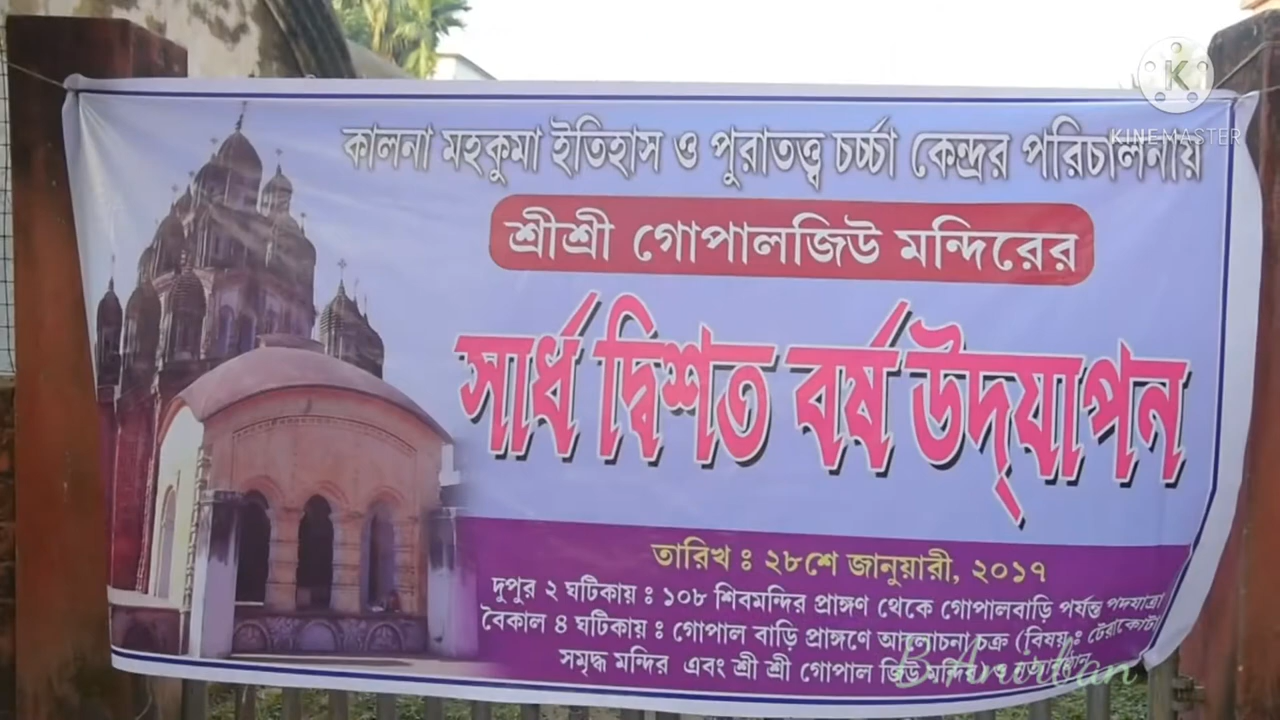 K
KINEMASTER
কালনা মহকুমা ইতিহাস ও পুরাতত্ত্ব চর্চ্চা কেন্দ্রর পরিচালনায়
শ্রীশ্রী গোপালজিউ মন্দিরের
সার্ধ দ্বিশত বর্ষ উদ্‌যাপন
তারিখ ঃ ২৮শে জানুয়ারী, ২০১৭
দুপুর ২ ঘটিকায় ঃ ১০৮ শিবমন্দির প্রাঙ্গণ থেকে গোপালবাড়ি পর্যন্ত পদযাত্রা
বৈকাল ৪ ঘটিকায় ঃ গোপাল বাড়ি প্রাঙ্গণে আলোচনা চক্র (বিষয় ঃ টেরাকোটা
সমৃদ্ধ মন্দির এবং শ্রী শ্রী গোপাল জিউ মন্দির ও
B.Anirban